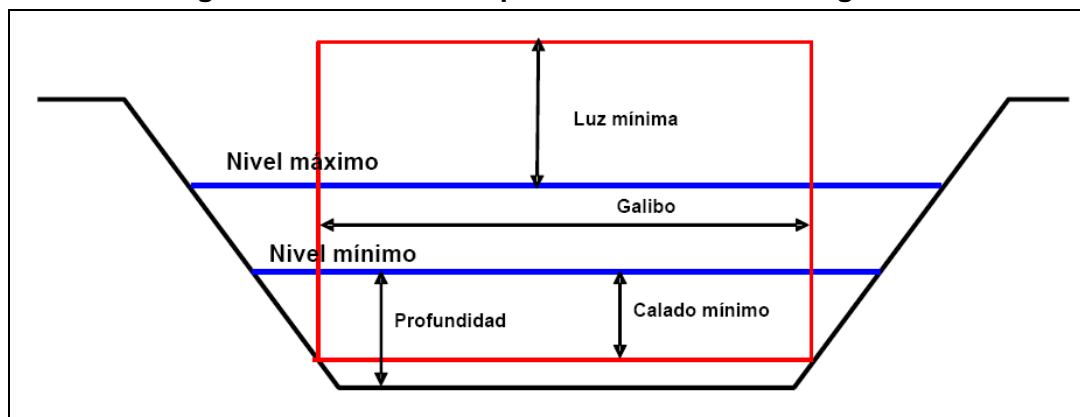 Luz mínima
Nivel máximo
Galibo
Nivel mínimo
Profundidad
Calado mínimo